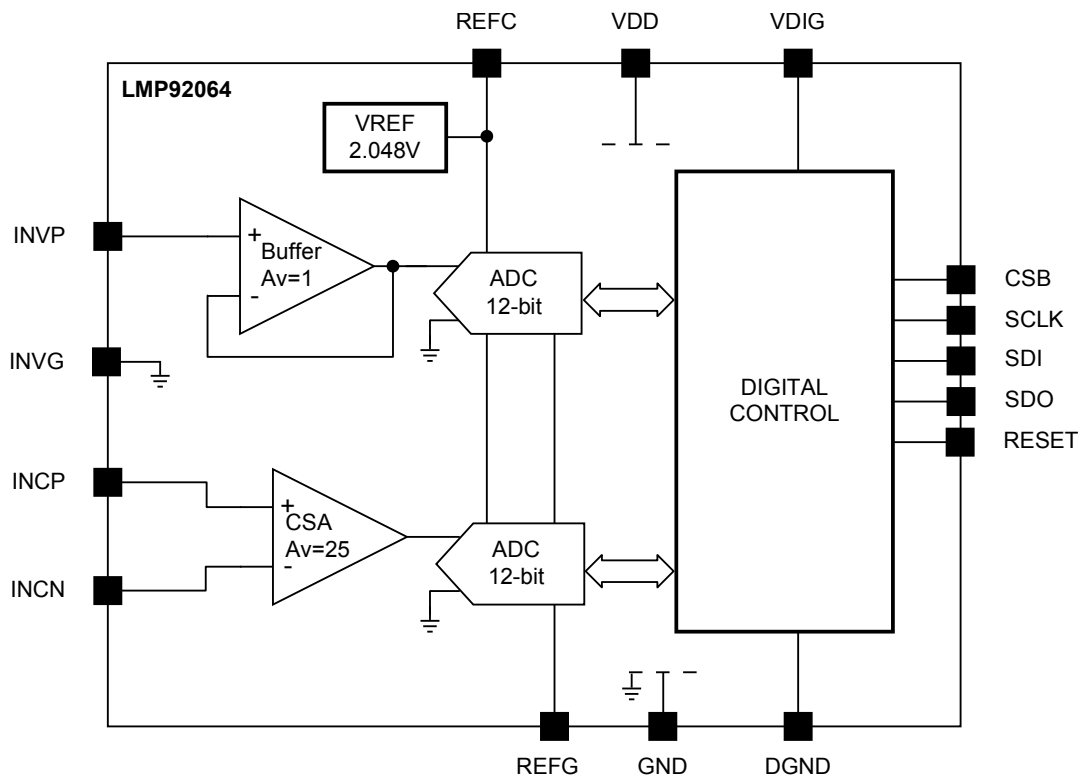 REFC
VDD
VDIG
LMP92064
VREF
2.048V
INVP
+
Buffer
Av=1
-
ADC
12-bit
INVG
CSB
SCLK
SDI
SDO
RESET
DIGITAL
CONTROL
INCP
+
CSA
Av=25
-
ADC
12-bit
INCN
REFG
GND
DGND